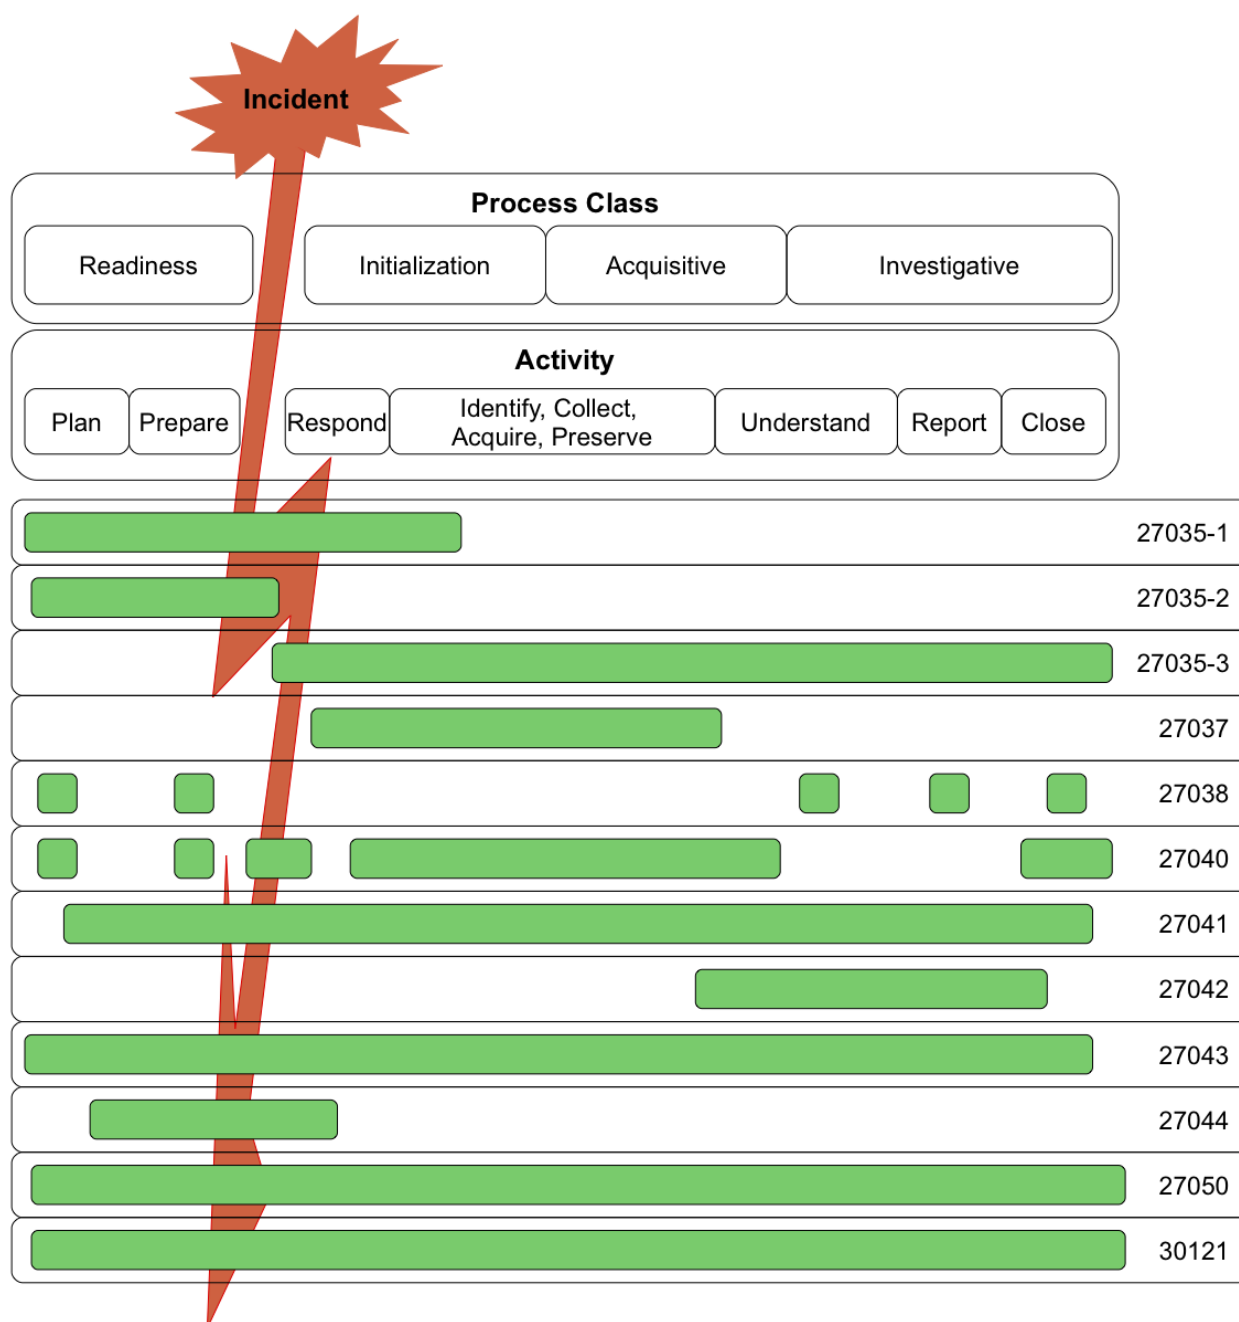 Incident
Process Class
Readiness
Initialization
Acquisitive
Investigative
Activity
Plan
Prepare
Respond
Identify, Collect,
Acquire, Preserve
Understand
Report
Close
27035-1
27035-2
27035-3
27037
27038
27040
27041
27042
27043
27044
27050
30121